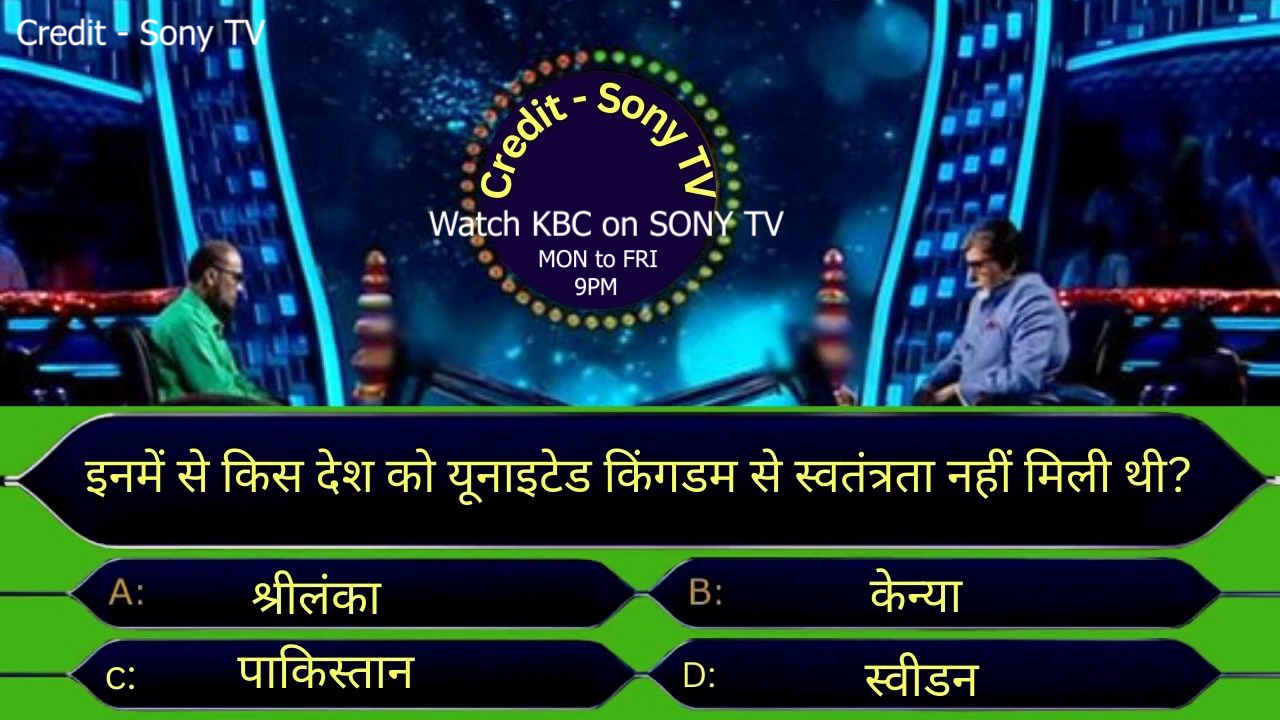 Credit - Sony TV
Credit - Sony TV
Watch KBC on SONY TV
MON to FRI
9PM
इनमें से किस देश को यूनाइटेड किंगडम से स्वतंत्रता नहीं मिली थी?
A: श्रीलंका
B: केन्या
C: पाकिस्तान
D: स्वीडन